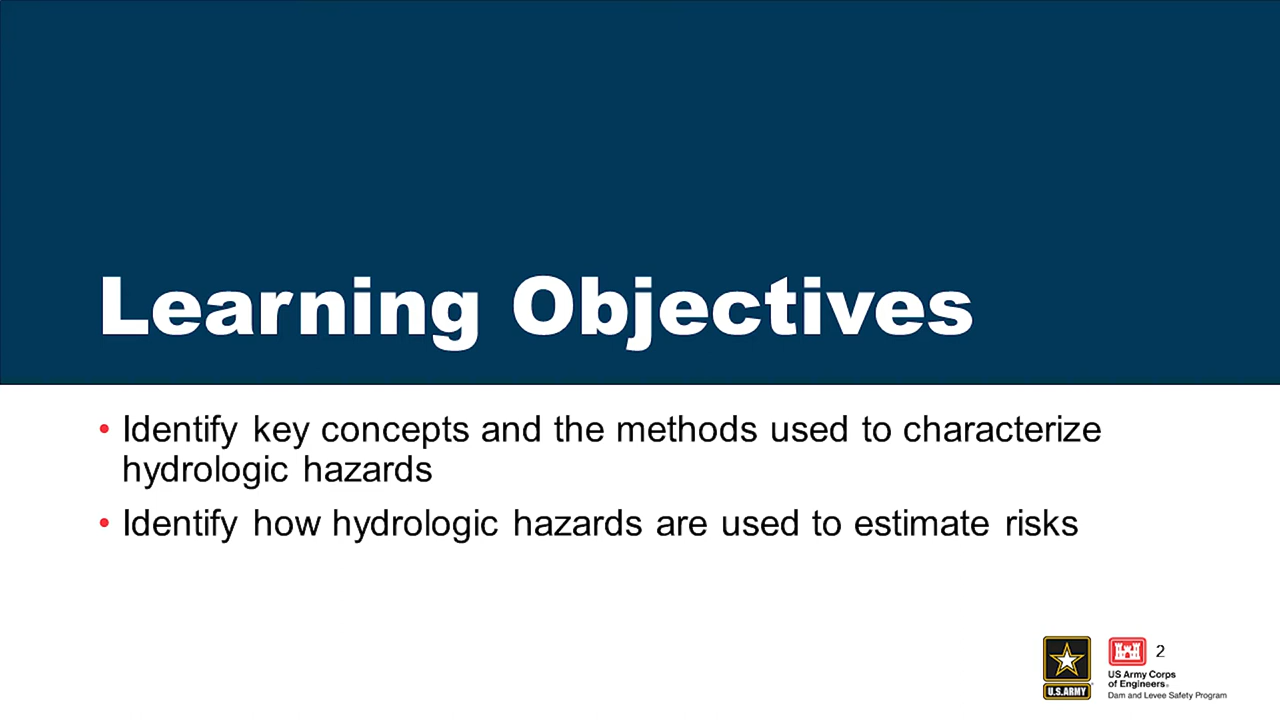 Learning Objectives
• Identify key concepts and the methods used to characterize
hydrologic hazards
• Identify how hydrologic hazards are used to estimate risks
2
U.S.ARMY
US Army Corps
of Engineers®
Dam and Levee Safety Program